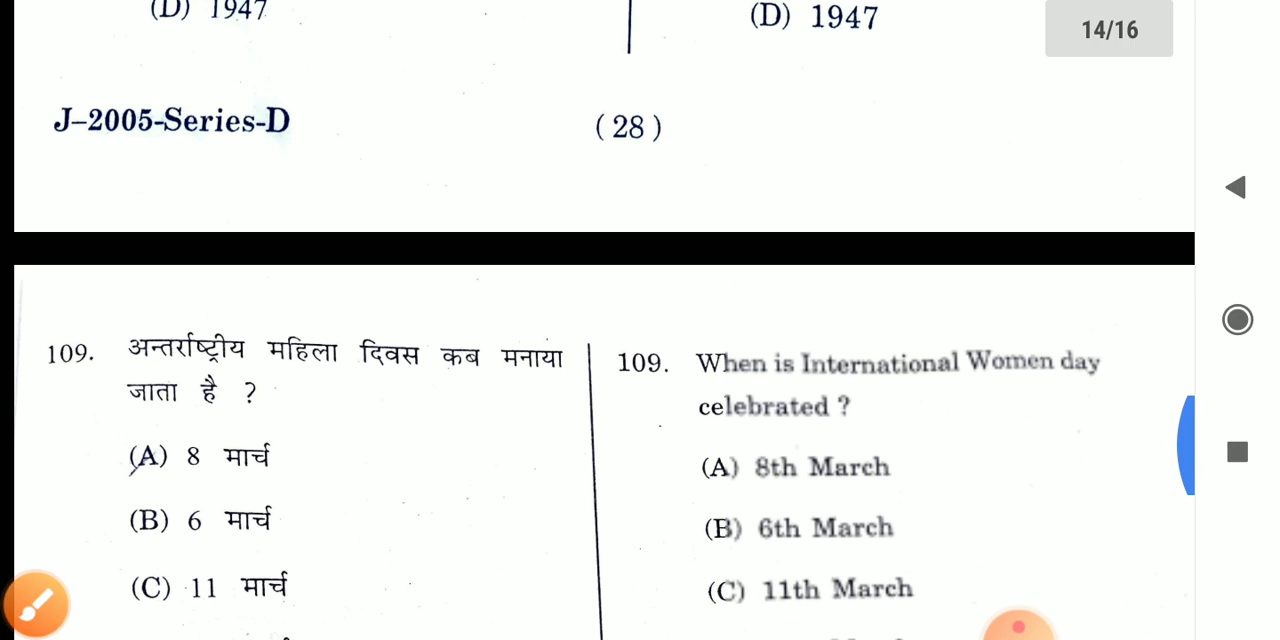 (D) 1947
(D) 1947
14/16
J–2005-Series-D
( 28 )
109. अन्तर्राष्ट्रीय महिला दिवस कब मनाया
जाता है ?
(A) 8 मार्च
(B) 6 मार्च
(C) 11 मार्च
109. When is International Women day
celebrated ?
(A) 8th March
(B) 6th March
(C) 11th March